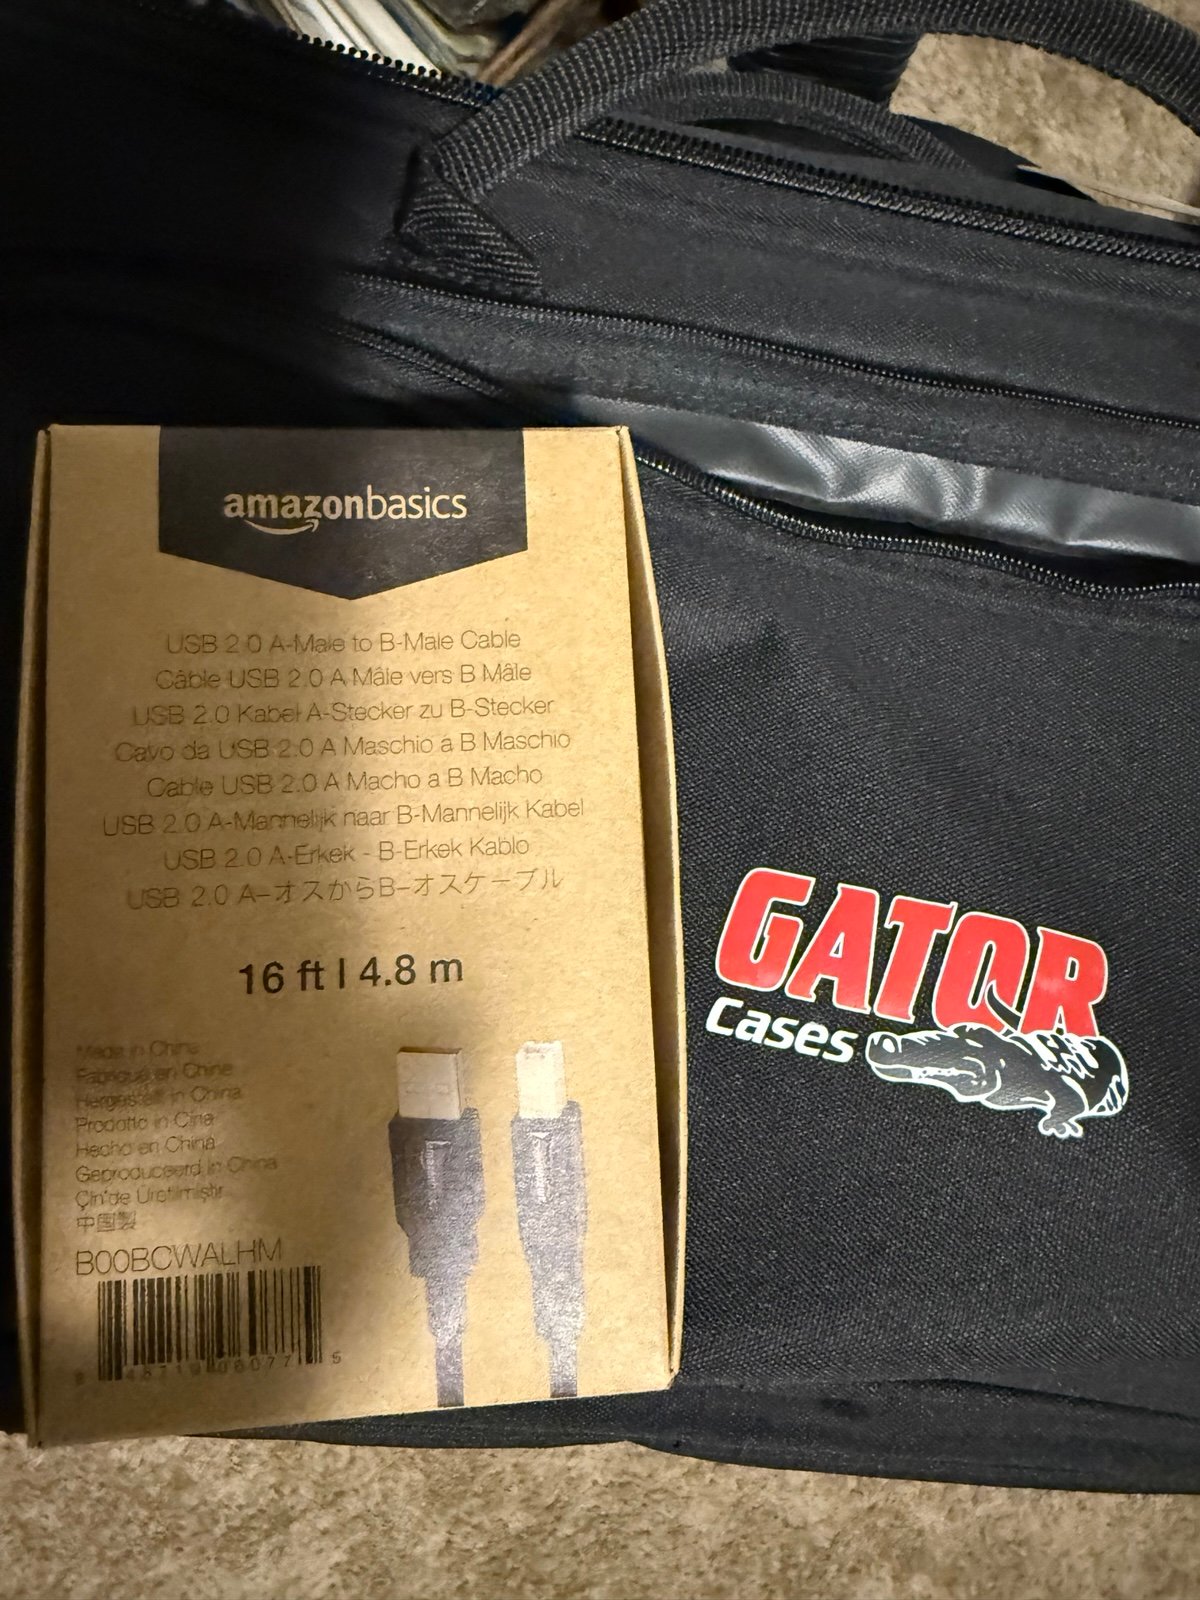 amazonbasics
USB 2.0 A-Male to B-Male Cable
Câble USB 2.0 A Mâle vers B Mâle
USB 2.0 Kabel A-Stecker zu B-Stecker
Cavo da USB 2.0 A Maschio a B Maschio
Cable USB 2.0 A Macho a B Macho
USB 2.0 A-Mannelijk naar B-Mannelijk Kabel
USB 2.0 A-Erkek - B-Erkek Kablo
USB 2.0 A-オスからB-オスケーブル
16 ft | 4.8 m
Made in China
Fabriqué en Chine
Hergestellt in China
Prodotto in Cina
Hecho en China
Geproduceerd in China
Çin'de Üretilmiştir
中国製
B00BCWALHM
GATOR
Cases